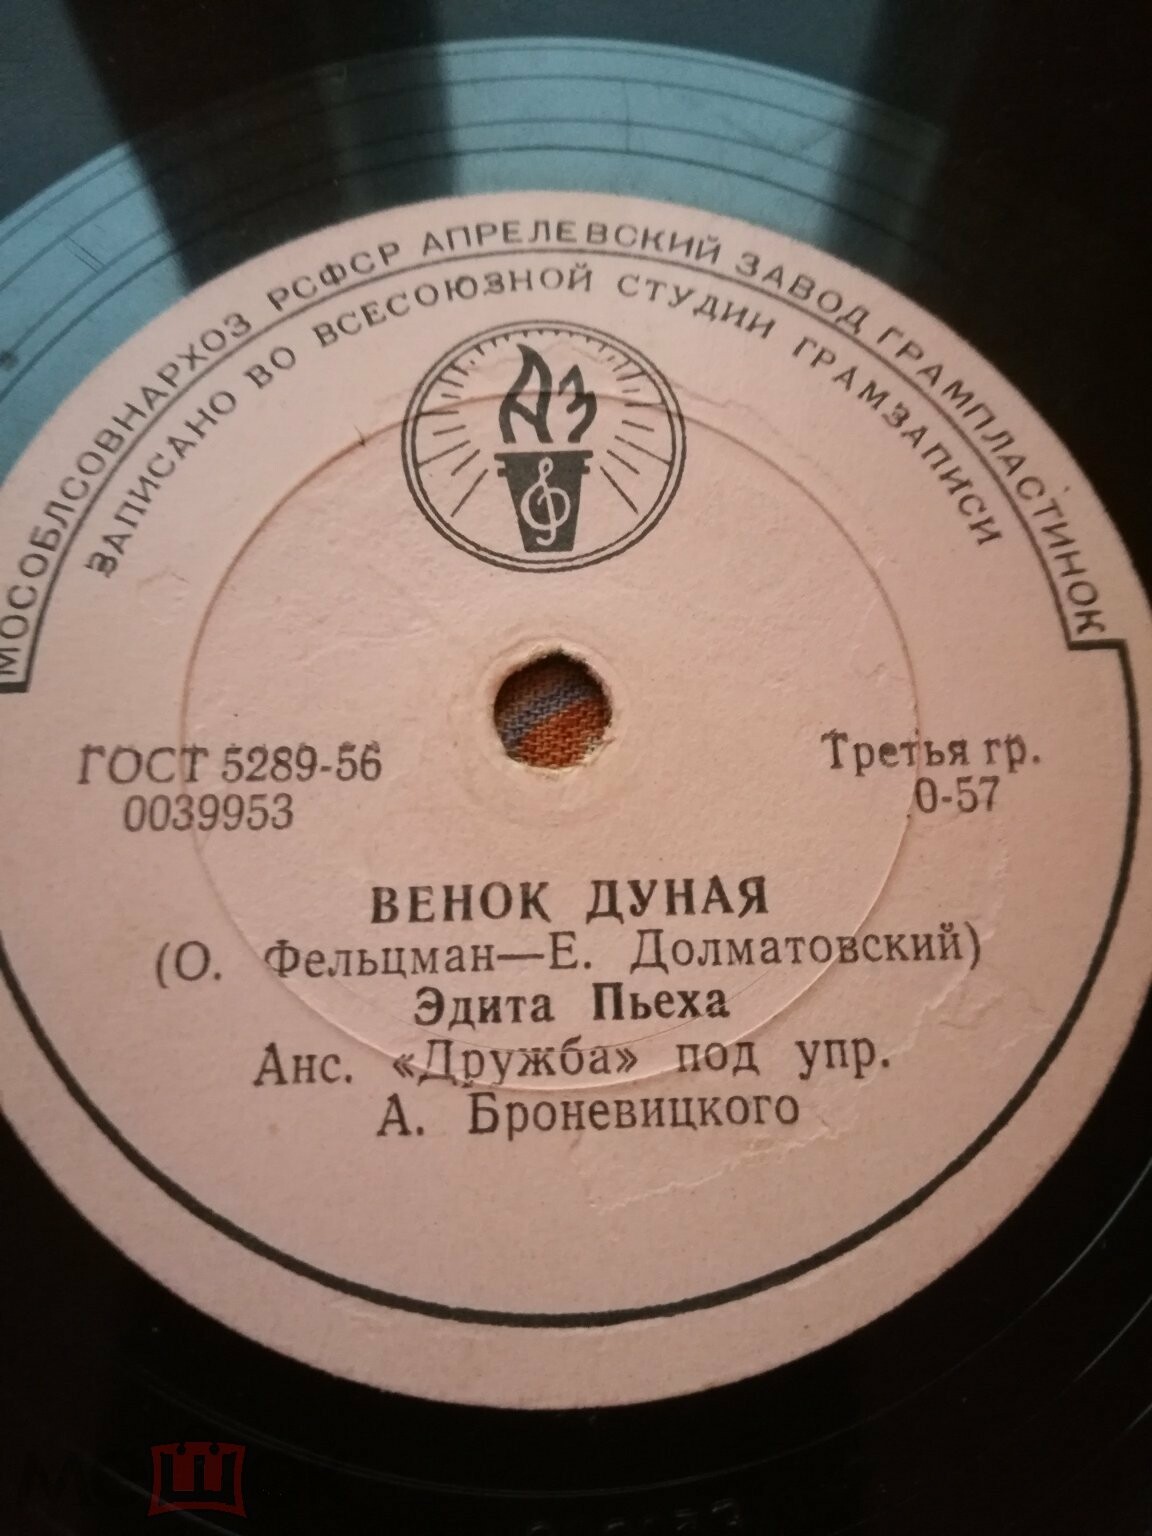 МОСОБЛСОВНАРХОЗ РСФСР АПРЕЛЕВСКИЙ ЗАВОД ГРАМПЛАСТИНОК
ЗАПИСАНО ВО ВСЕСОЮЗНОЙ СТУДИИ ГРАМЗАПИСИ
АЗ
ГОСТ 5289-56
0039953
Третья гр.
0-57
ВЕНОК ДУНАЯ
(О. Фельцман—Е. Долматовский)
Эдита Пьеха
Анс. «Дружба» под упр.
А. Броневицкого